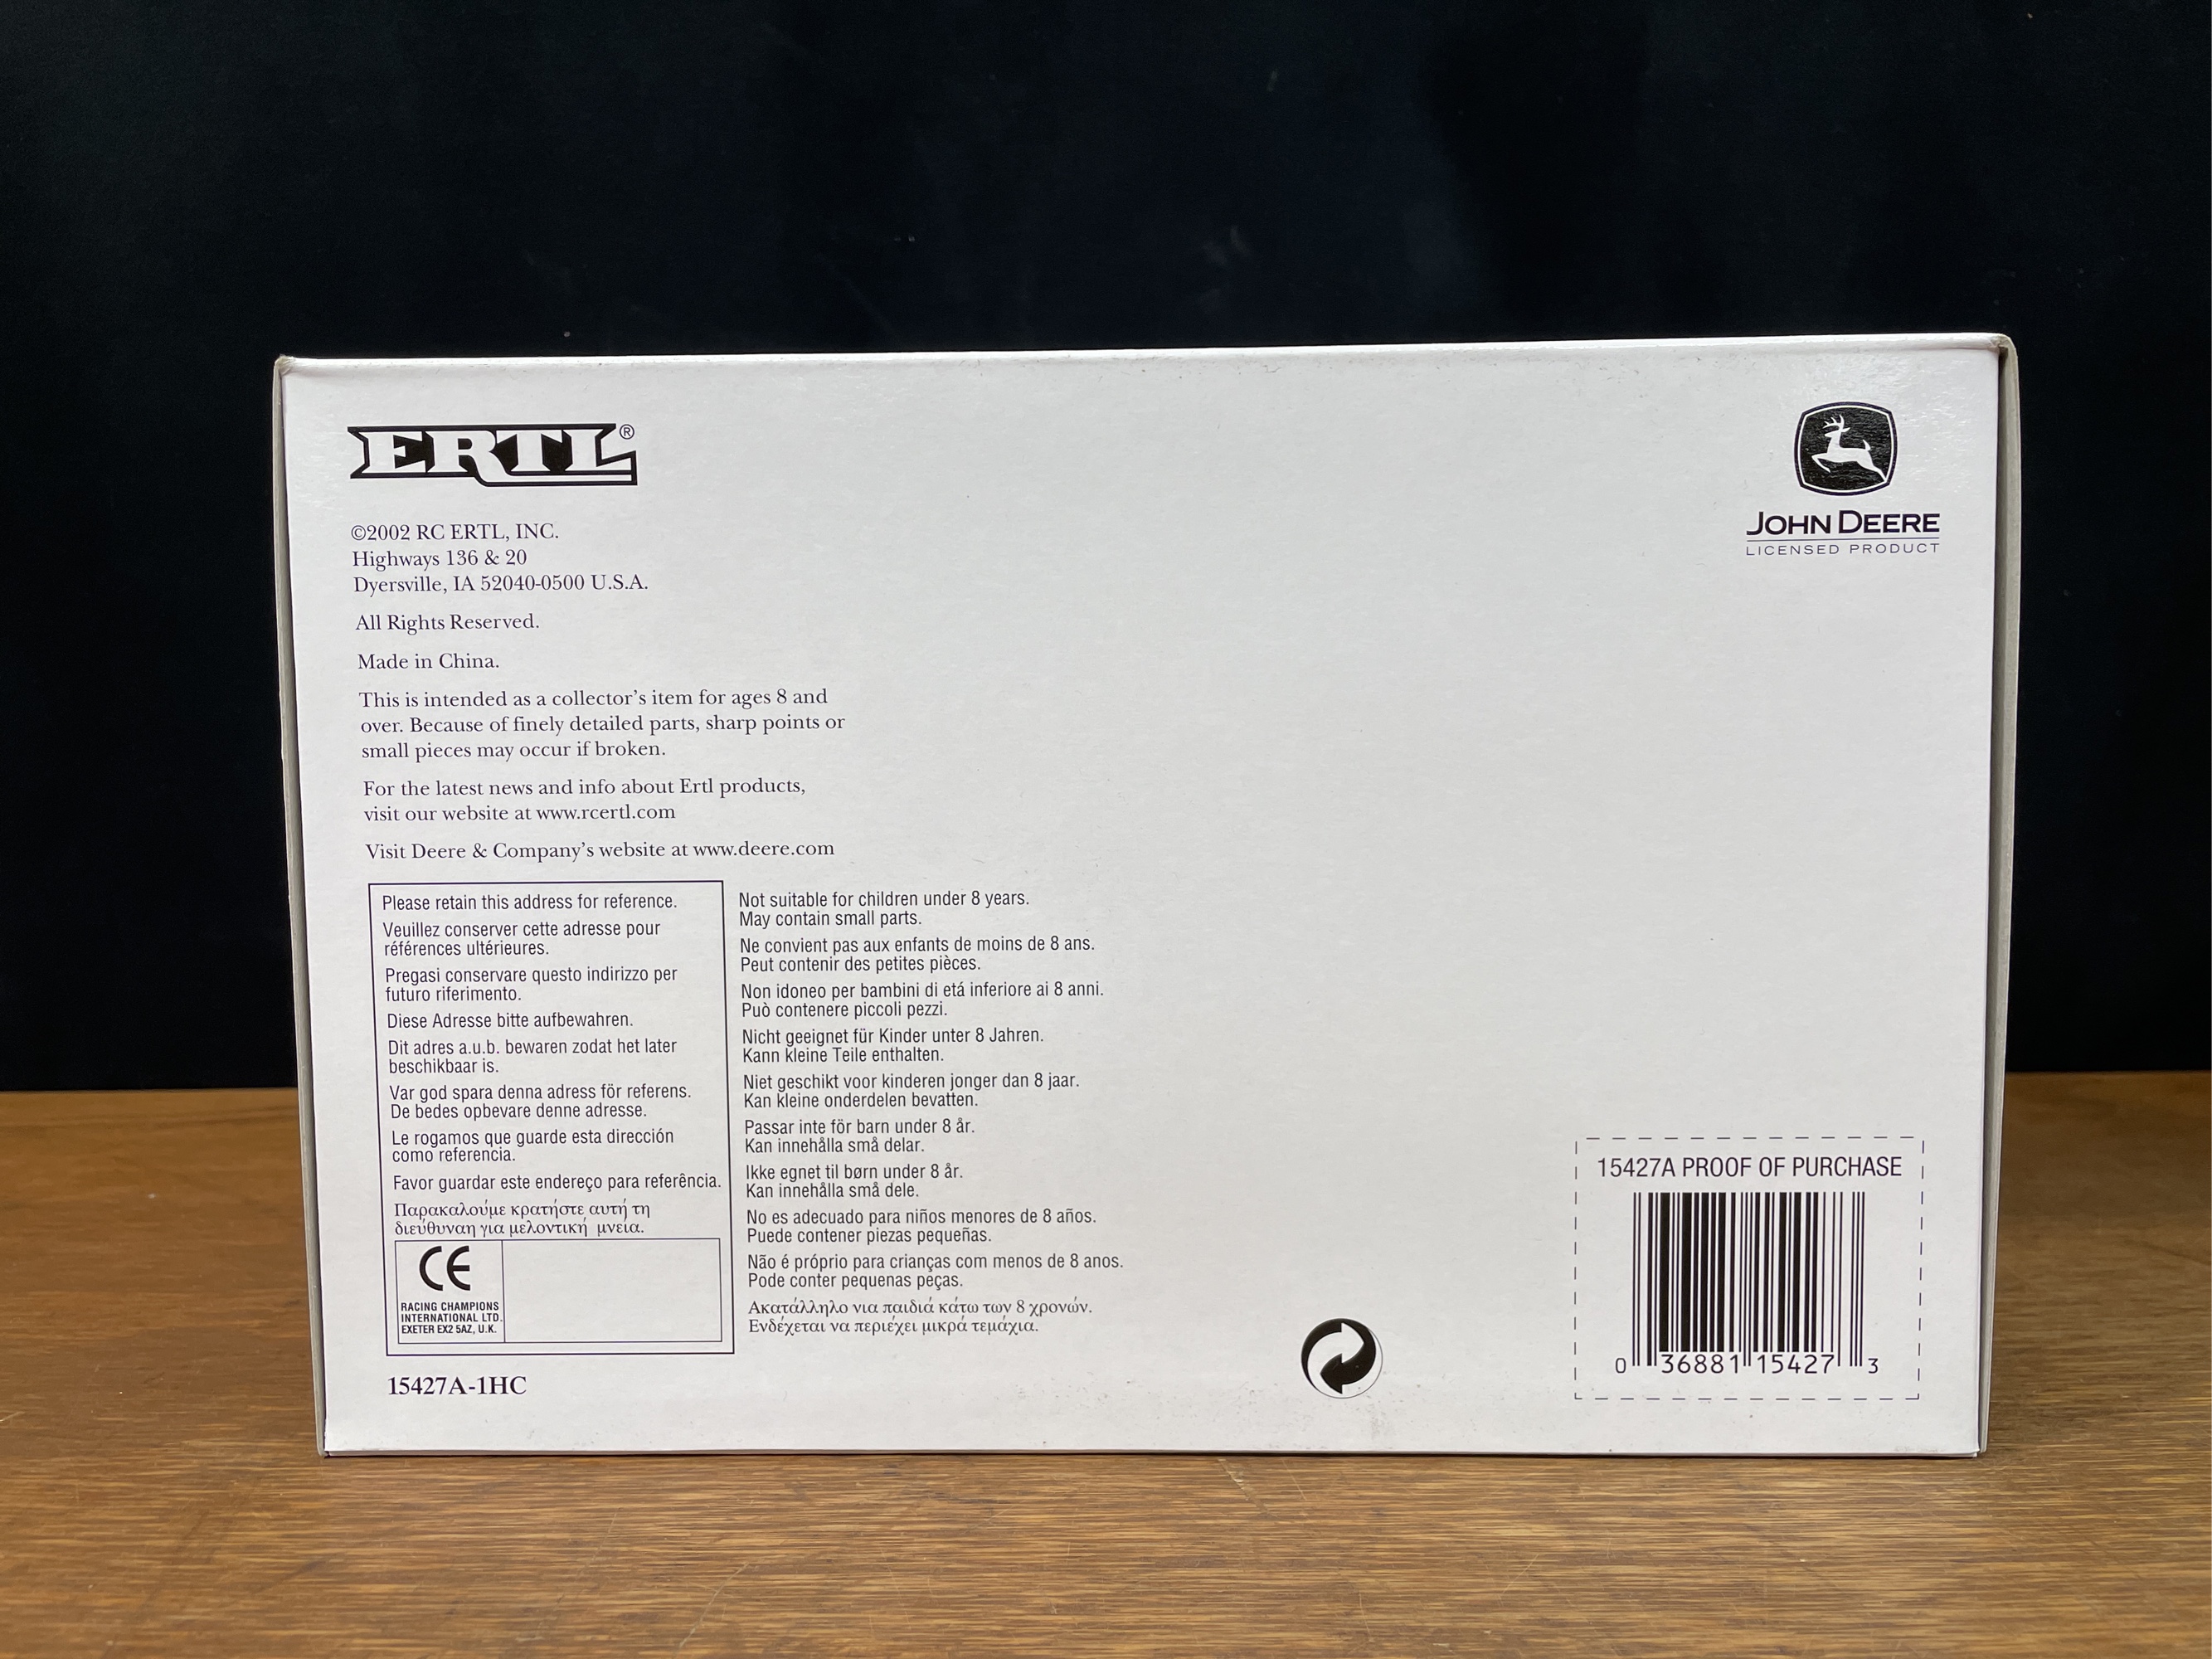 ERTL®
©2002 RC ERTL, INC.
Highways 136 & 20
Dyersville, IA 52040-0500 U.S.A.
All Rights Reserved.
Made in China.
This is intended as a collector's item for ages 8 and
over. Because of finely detailed parts, sharp points or
small pieces may occur if broken.
For the latest news and info about Ertl products,
visit our website at www.rcertl.com
Visit Deere & Company's website at www.deere.com
Please retain this address for reference.
Veuillez conserver cette adresse pour
références ultérieures.
Pregasi conservare questo indirizzo per
futuro riferimento.
Diese Adresse bitte aufbewahren.
Dit adres a.u.b. bewaren zodat het later
beschikbaar is.
Var god spara denna adress för referens.
De bedes opbevare denne adresse.
Le rogamos que guarde esta dirección
como referencia.
Favor guardar este endereço para referência.
Παρακαλούμε κρατήστε αυτή τη
διεύθυναη για μελοντική μνεία.
CE
RACING CHAMPIONS
INTERNATIONAL LTD.
EXETER EX2 5AZ, U.K.
15427A-1HC
Not suitable for children under 8 years.
May contain small parts.
Ne convient pas aux enfants de moins de 8 ans.
Peut contenir des petites pièces.
Non idoneo per bambini di etá inferiore ai 8 anni.
Può contenere piccoli pezzi.
Nicht geeignet für Kinder unter 8 Jahren.
Kann kleine Teile enthalten.
Niet geschikt voor kinderen jonger dan 8 jaar.
Kan kleine onderdelen bevatten.
Passar inte för barn under 8 år.
Kan innehålla små delar.
Ikke egnet til børn under 8 år.
Kan innehålla små dele.
No es adecuado para niños menores de 8 años.
Puede contener piezas pequeñas.
Não é próprio para crianças com menos de 8 anos.
Pode conter pequenas peças.
Ακατάλληλο νια παιδιά κάτω των 8 χρονών.
Ενδέχεται να περιέχει μικρά τεμάχια.
JOHN DEERE
LICENSED PRODUCT
15427A PROOF OF PURCHASE
0 36881 15427 3